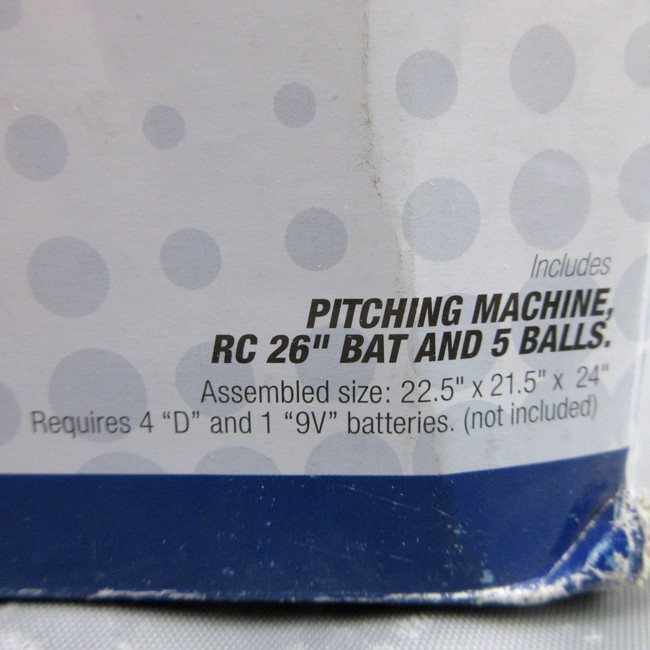 Includes
PITCHING MACHINE,
RC 26" BAT AND 5 BALLS.
Assembled size: 22.5" x 21.5" x 24"
Requires 4 “D” and 1 “9V” batteries. (not included)